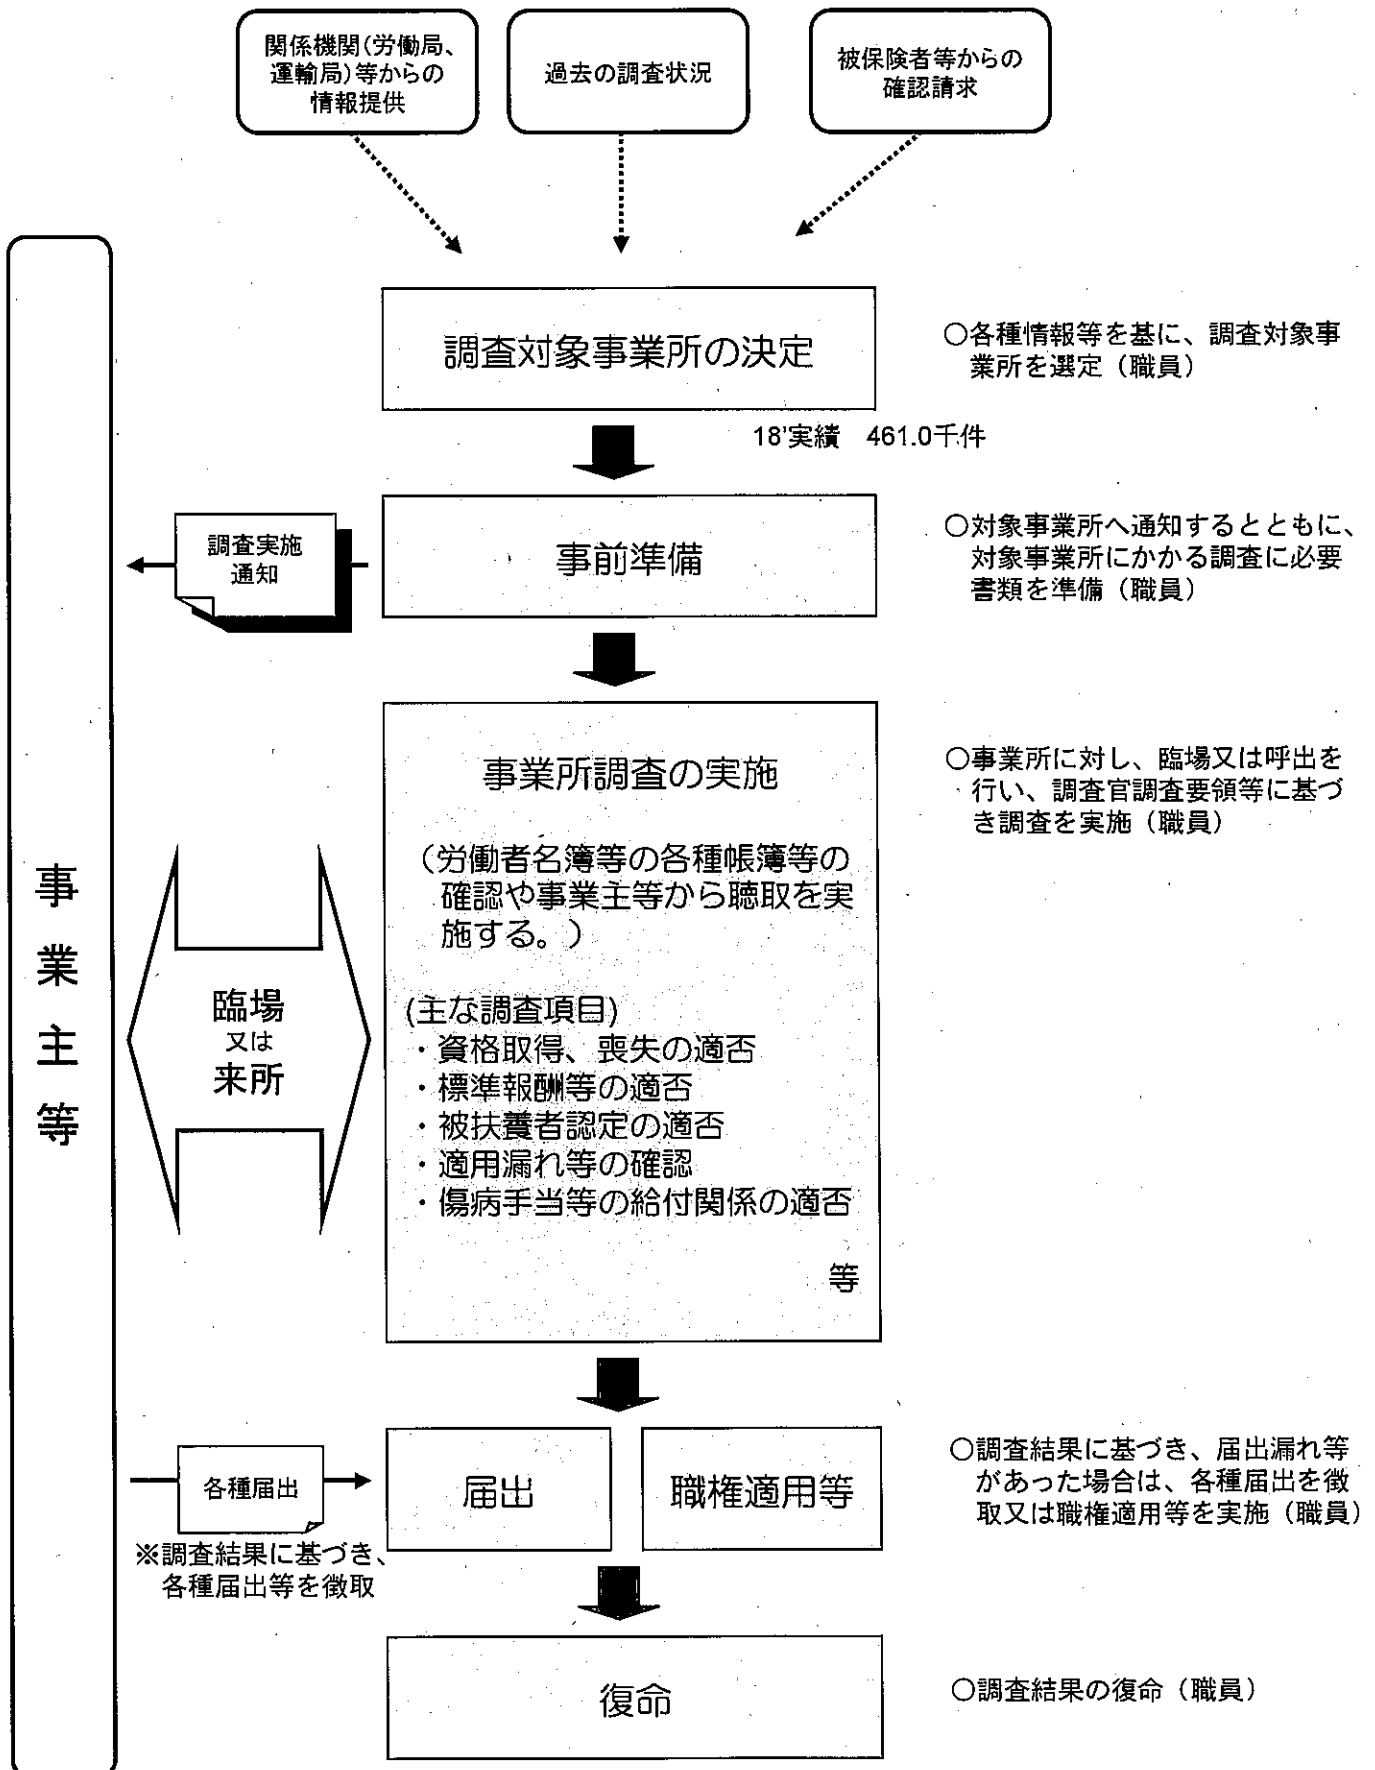 関係機関(労働局、
運輸局)等からの
情報提供
過去の調査状況
被保険者等からの
確認請求
調査対象事業所の決定
○各種情報等を基に、調査対象事
業所を選定（職員）
18'実績　461.0千件
調査実施
通知
事前準備
○対象事業所へ通知するとともに、
対象事業所にかかる調査に必要
書類を準備（職員）
事業所調査の実施
（労働者名簿等の各種帳簿等の
確認や事業主等から聴取を実
施する。）
(主な調査項目)
・資格取得、喪失の適否
・標準報酬等の適否
・被扶養者認定の適否
・適用漏れ等の確認
・傷病手当等の給付関係の適否
等
○事業所に対し、臨場又は呼出を
行い、調査官調査要領等に基づ
き調査を実施（職員）
事業主等
臨場
又は
来所
各種届出
※調査結果に基づき、
各種届出等を徴取
届出
職権適用等
○調査結果に基づき、届出漏れ等
があった場合は、各種届出を徴
取又は職権適用等を実施（職員）
復命
○調査結果の復命（職員）